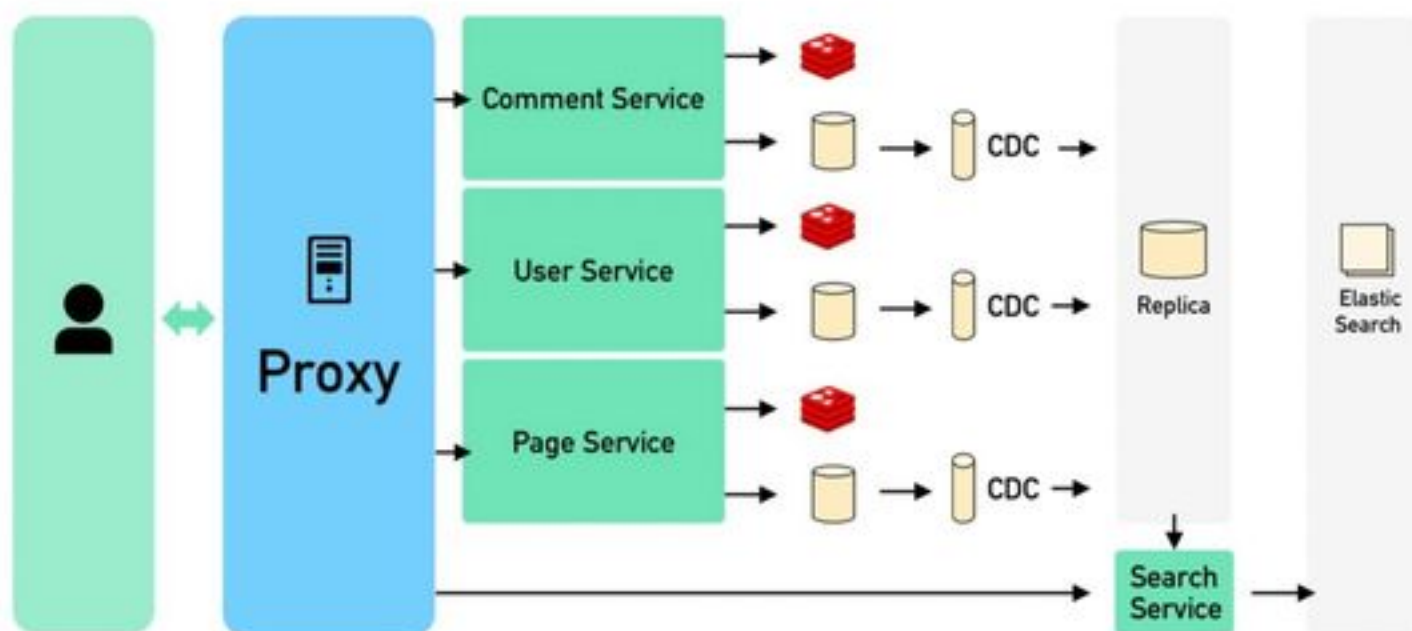 Proxy
Comment Service
CDC
User Service
CDC
Page Service
CDC
Replica
Elastic
Search
Search
Service